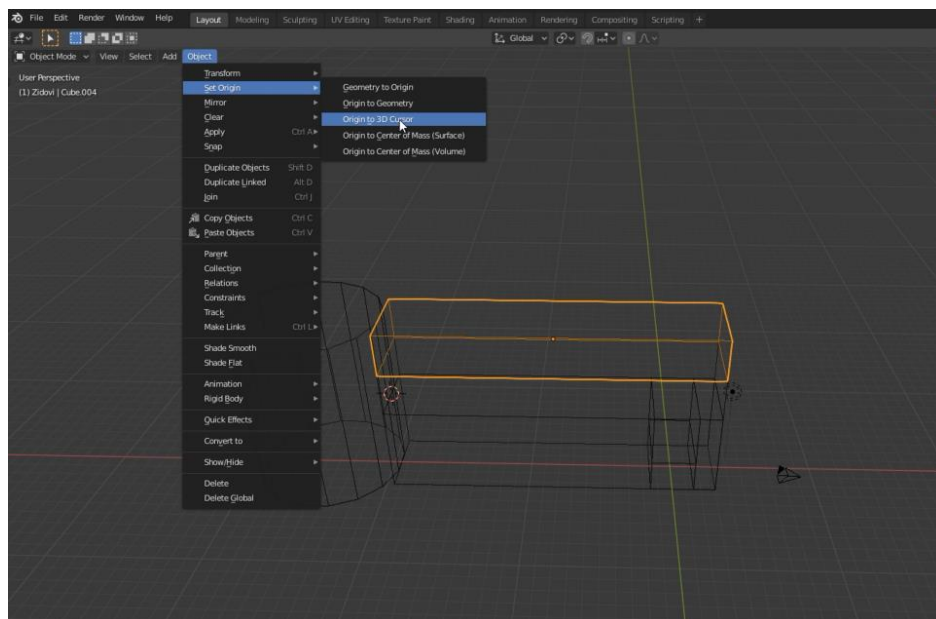 File Edit Render Window Help Layout Modeling Sculpting UV Editing Texture Paint Shading Animation Rendering Compositing Scripting +
Global
Object Mode View Select Add Object
User Perspective
(1) Zidovi | Cube.004
Transform
Set Origin
Mirror
Clear
Apply Ctrl A
Snap
Duplicate Objects Shift D
Duplicate Linked Alt D
Join Ctrl J
Copy Objects Ctrl C
Paste Objects Ctrl V
Parent
Collection
Relations
Constraints
Track
Make Links Ctrl L
Shade Smooth
Shade Flat
Animation
Rigid Body
Quick Effects
Convert to
Show/Hide
Delete
Delete Global
Geometry to Origin
Origin to Geometry
Origin to 3D Cursor
Origin to Center of Mass (Surface)
Origin to Center of Mass (Volume)